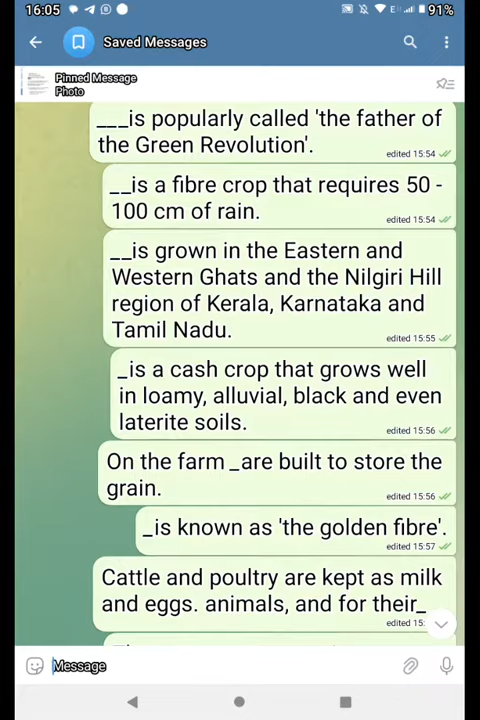 16:05 91%
Saved Messages
Pinned Message
Photo
___is popularly called 'the father of
the Green Revolution'.
edited 15:54
__is a fibre crop that requires 50 -
100 cm of rain.
edited 15:54
__is grown in the Eastern and
Western Ghats and the Nilgiri Hill
region of Kerala, Karnataka and
Tamil Nadu.
edited 15:55
_is a cash crop that grows well
in loamy, alluvial, black and even
laterite soils.
edited 15:56
On the farm _are built to store the
grain.
edited 15:56
_is known as 'the golden fibre'.
edited 15:57
Cattle and poultry are kept as milk
and eggs. animals, and for their_
edited 15:
Message